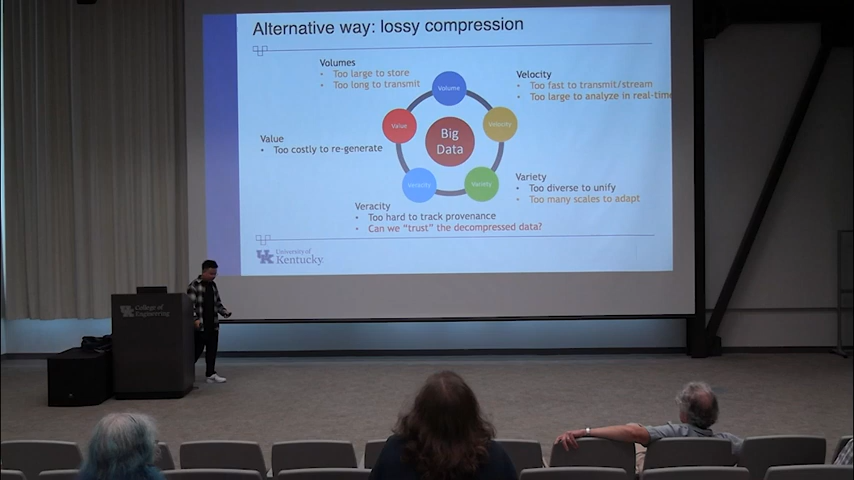 Alternative way: lossy compression
Volumes
• Too large to store
• Too long to transmit
Velocity
• Too fast to transmit/stream
• Too large to analyze in real-time
Value
• Too costly to re-generate
Volume
Value
Velocity
Big
Data
Veracity
Variety
Variety
• Too diverse to unify
• Too many scales to adapt
Veracity
• Too hard to track provenance
• Can we "trust" the decompressed data?
UK University of
Kentucky
UK College of
Engineering